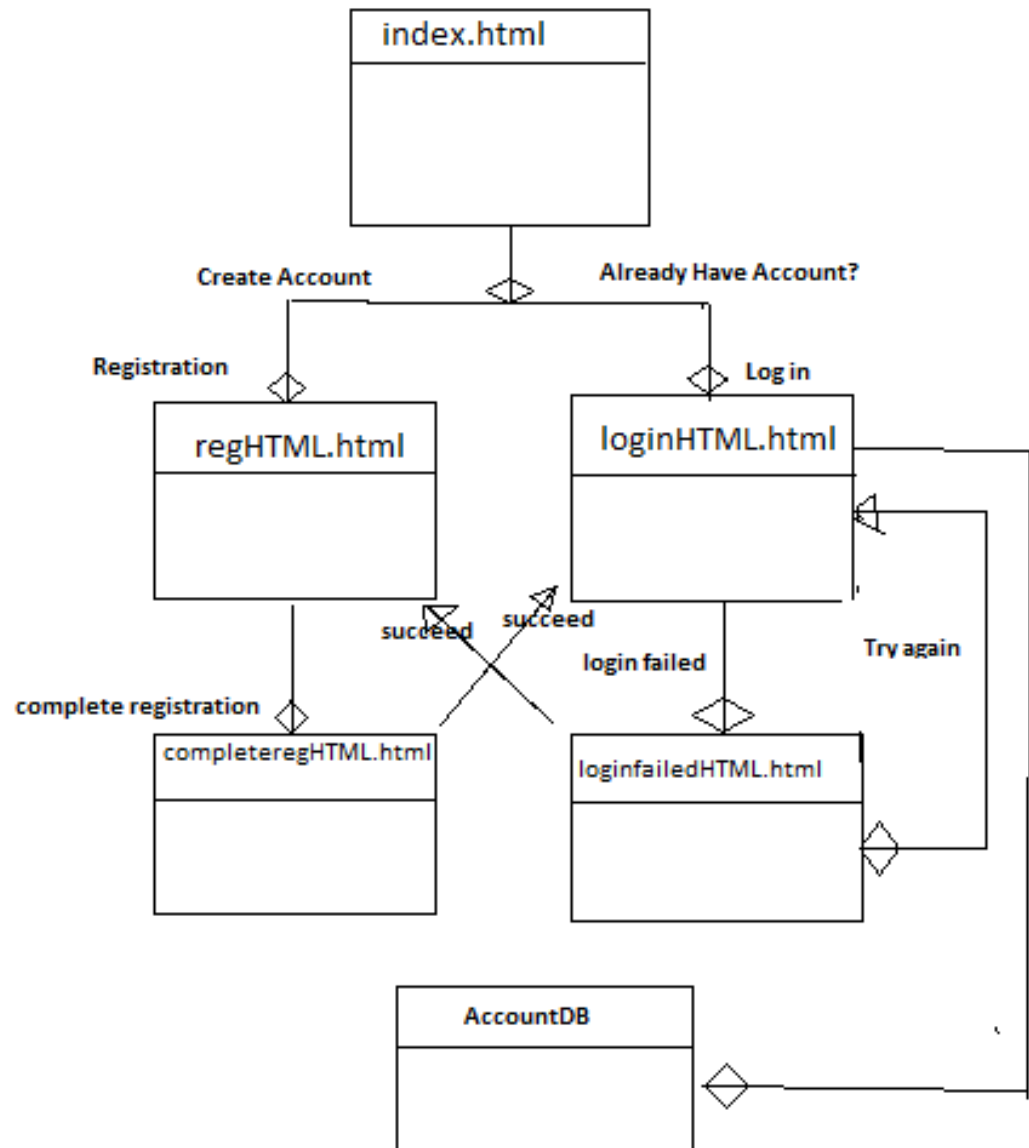 index.html
Create Account
Already Have Account?
Registration
Log in
regHTML.html
loginHTML.html
succeed
succeed
login failed
Try again
complete registration
completeregHTML.html
loginfailedHTML.html
AccountDB